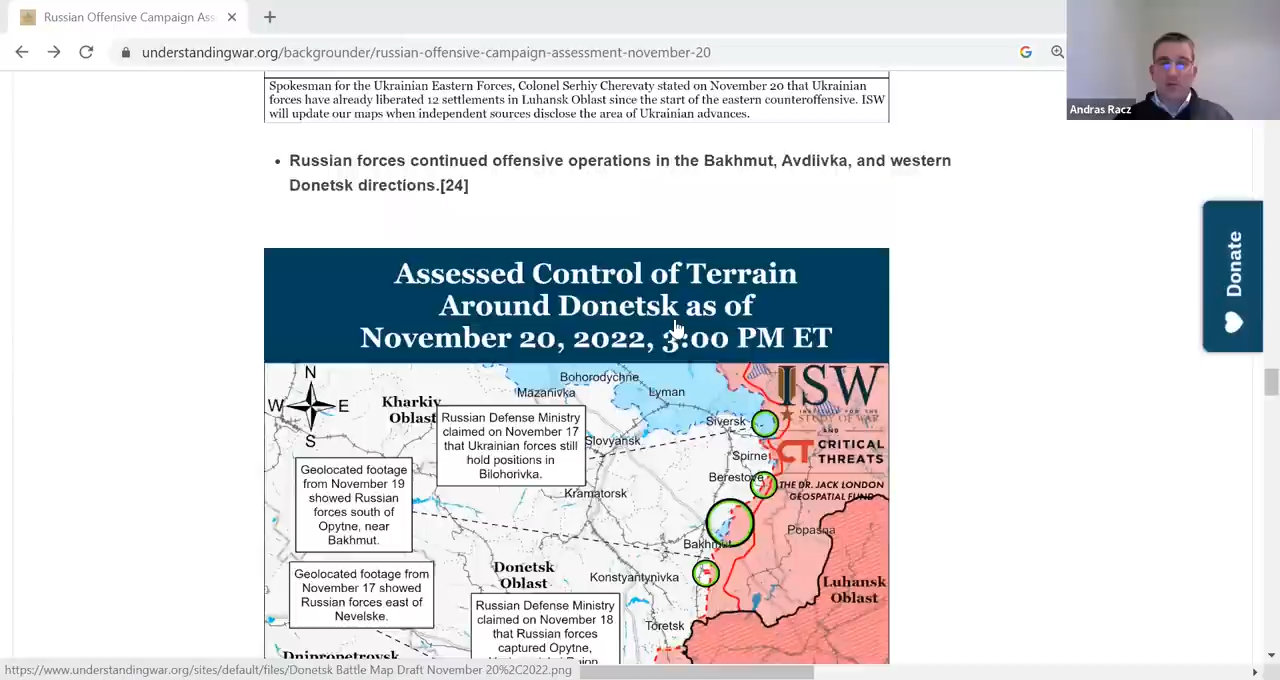 Russian Offensive Campaign Ass
understandingwar.org/backgrounder/russian-offensive-campaign-assessment-november-20
Andras Racz
Spokesman for the Ukrainian Eastern Forces, Colonel Serhiy Cherevaty stated on November 20 that Ukrainian
forces have already liberated 12 settlements in Luhansk Oblast since the start of the eastern counteroffensive. ISW
will update our maps when independent sources disclose the area of Ukrainian advances.
• Russian forces continued offensive operations in the Bakhmut, Avdiivka, and western
Donetsk directions.[24]
Donate
Assessed Control of Terrain
Around Donetsk as of
November 20, 2022, 3:00 PM ET
N
W
E
S
Kharkiv
Oblast
Bohorodychne
Mazanivka
Lyman
ISW
INSTITUTE FOR THE
STUDY OF WAR
AND
CT CRITICAL
THREATS
THE DR. JACK LONDON
GEOSPATIAL FUND
Russian Defense Ministry
claimed on November 17
that Ukrainian forces still
hold positions in
Bilohorivka.
Siversk
Slovyansk
Spirne
Berestove
Geolocated footage
from November 19
showed Russian
forces south of
Opytne, near
Bakhmut.
Kramatorsk
Popasna
Bakhmut
Donetsk
Oblast
Konstyantynivka
Luhansk
Oblast
Geolocated footage from
November 17 showed
Russian forces east of
Nevelske.
Russian Defense Ministry
claimed on November 18
that Russian forces
captured Opytne,
Toretsk
Dnipropetrovsk
https://www.understandingwar.org/sites/default/files/Donetsk Battle Map Draft November 20%2C2022.png